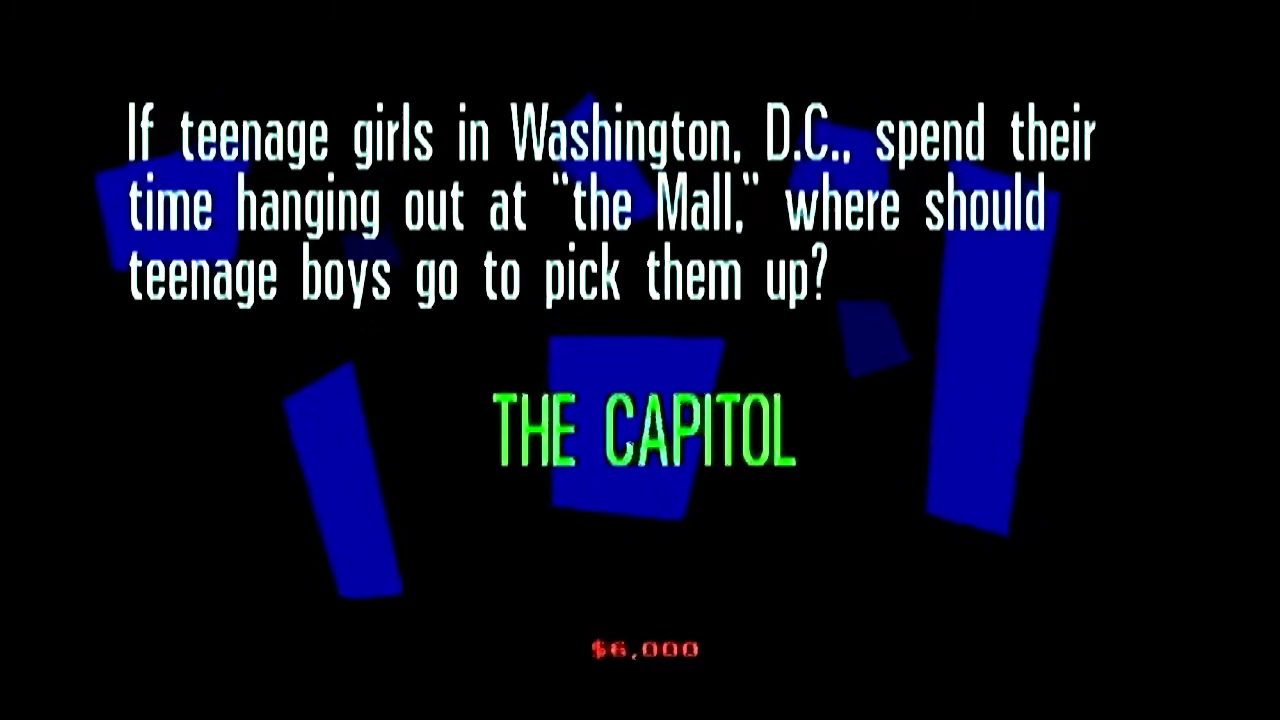 If teenage girls in Washington, D.C., spend their
time hanging out at "the Mall," where should
teenage boys go to pick them up?
THE CAPITOL
$6,000